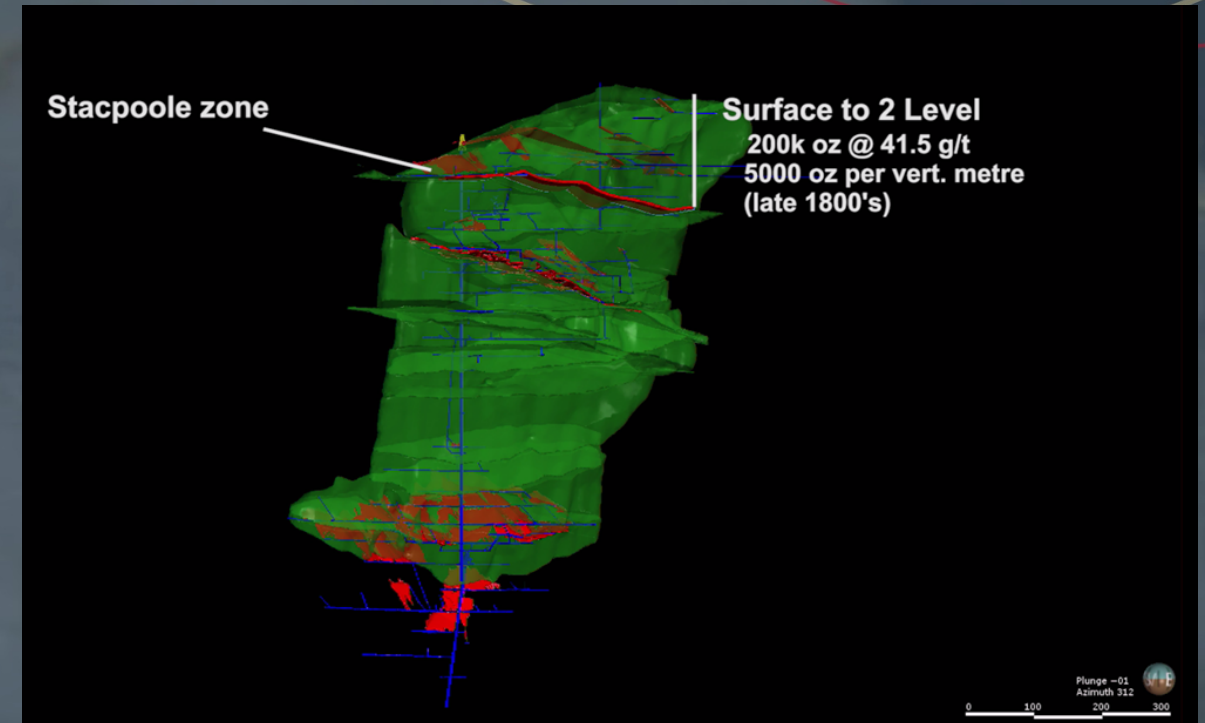 Stacpoole zone
Surface to 2 Level
200k oz @ 41.5 g/t
5000 oz per vert. metre
(late 1800's)
Plunge −01
Azimuth 312
0 100 200 300